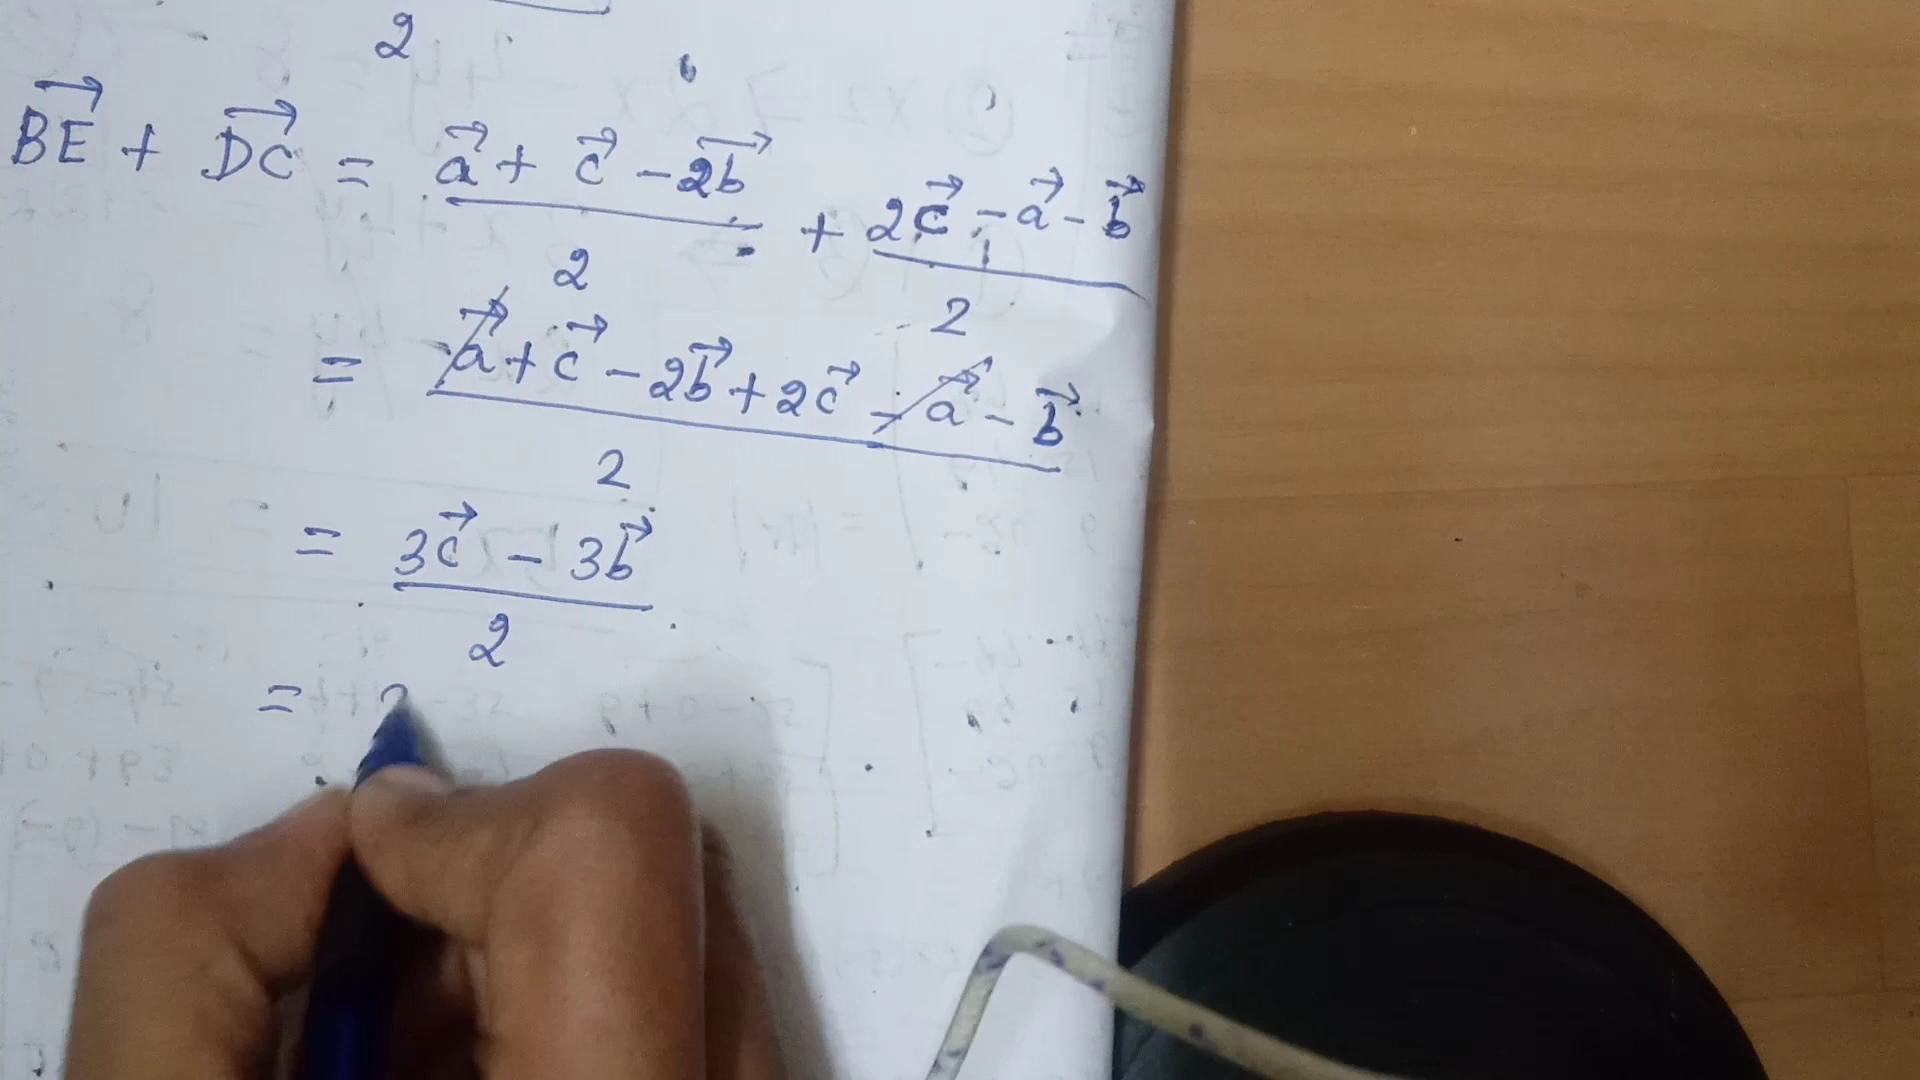 2
BE⃗ + DC⃗ = (a⃗ + c⃗ - 2b⃗)/2 + (2c⃗ - a⃗ - b⃗)/2
= (a⃗ + c⃗ - 2b⃗ + 2c⃗ - a⃗ - b⃗)/2
= (3c⃗ - 3b⃗)/2
=